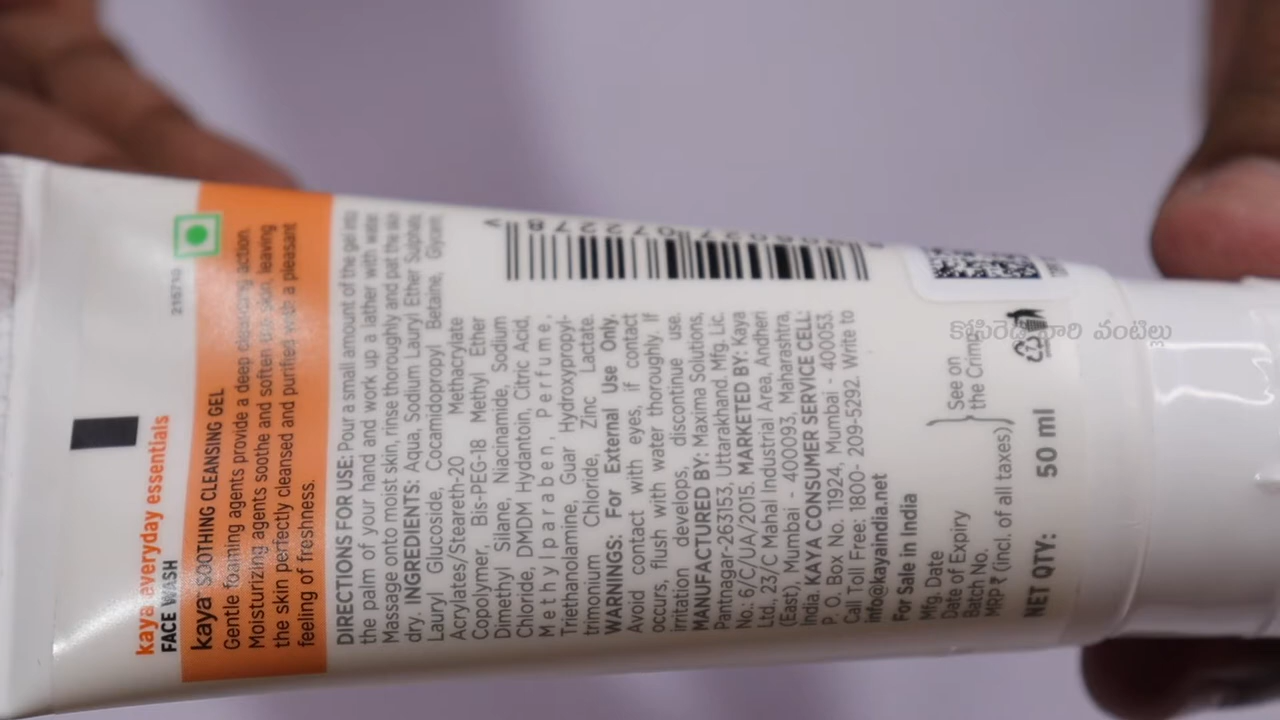 kaya everyday essentials
FACE WASH
kaya SOOTHING CLEANSING GEL
Gentle foaming agents provide a deep cleansing action.
Moisturizing agents soothe and soften the skin, leaving
the skin perfectly cleansed and purified with a pleasant
feeling of freshness.
215710
DIRECTIONS FOR USE: Pour a small amount of the gel into
the palm of your hand and work up a lather with water.
Massage onto moist skin, rinse thoroughly and pat the skin
dry. INGREDIENTS: Aqua, Sodium Lauryl Ether Sulphate,
Lauryl Glucoside, Cocamidopropyl Betaine, Glycerin,
Acrylates/Steareth-20 Methacrylate
Copolymer, Bis-PEG-18 Methyl Ether
Dimethyl Silane, Niacinamide, Sodium
Chloride, DMDM Hydantoin, Citric Acid,
Methylparaben, Perfume,
Triethanolamine, Guar Hydroxypropyl-
trimonium Chloride, Zinc Lactate.
WARNINGS: For External Use Only.
Avoid contact with eyes, if contact
occurs, flush with water thoroughly. If
irritation develops, discontinue use.
MANUFACTURED BY: Maxima Solutions,
Pantnagar-263153, Uttarakhand. Mfg. Lic.
No.: 6/C/UA/2015. MARKETED BY: Kaya
Ltd., 23/C Mahal Industrial Area, Andheri
(East), Mumbai - 400093, Maharashtra,
India. KAYA CONSUMER SERVICE CELL:
P. O. Box. No. 11924, Mumbai - 400053.
Call Toll Free: 1800- 209-5292. Write to
info@kayaindia.net
For Sale in India
Mfg. Date
Date of Expiry
Batch No.
MRP ₹ (incl. of all taxes)
See on
the Crimp
NET QTY: 50 ml
కోపిరెడ్డి వారి వంటిల్లు